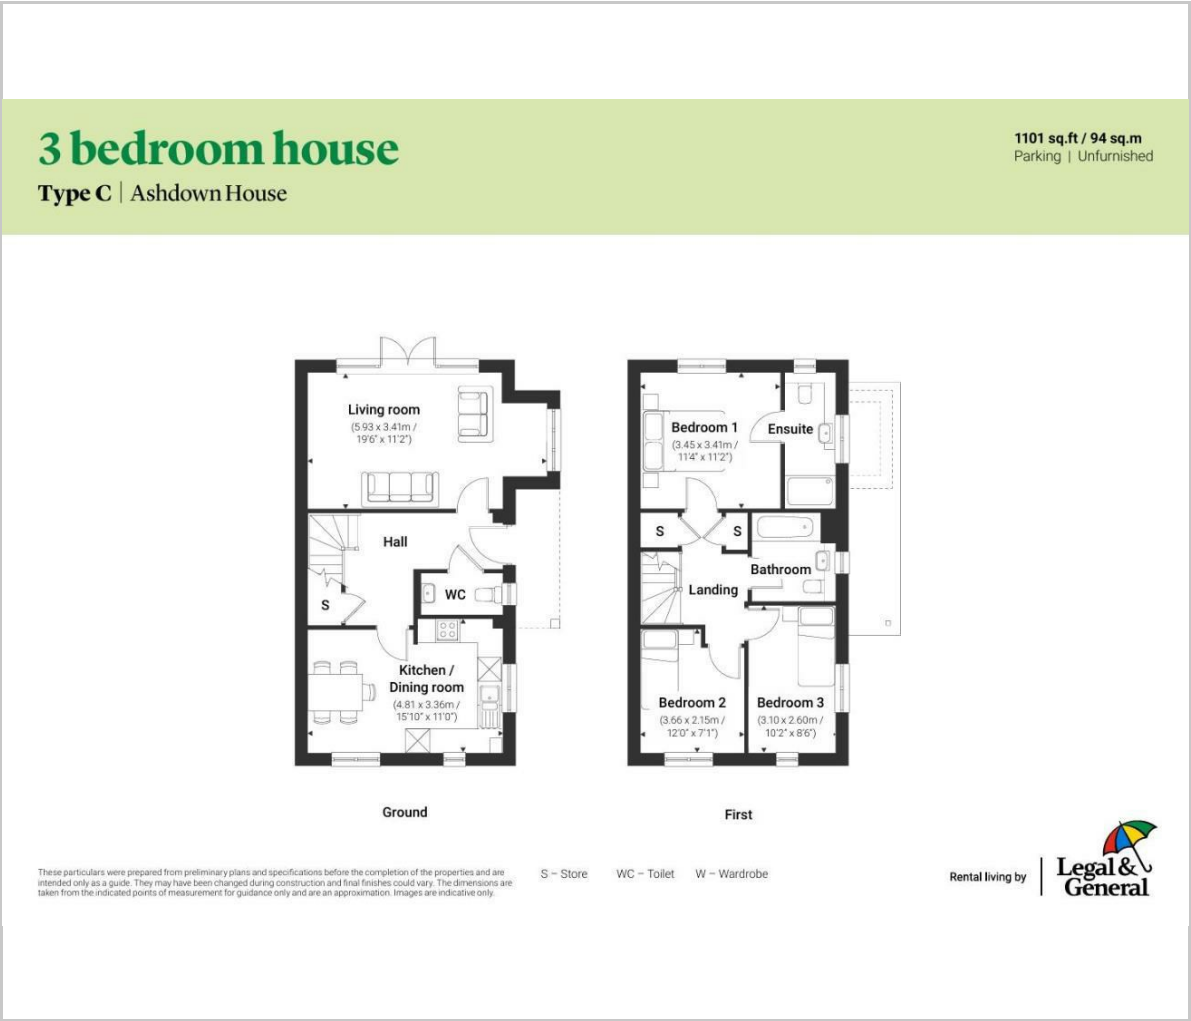 3 bedroom house
Type C | Ashdown House
1101 sq.ft / 94 sq.m
Parking | Unfurnished
Living room
(5.93 x 3.41m /
19'6" x 11'2")
Hall
S
WC
Kitchen /
Dining room
(4.81 x 3.36m /
15'10" x 11'0")
Ground
Bedroom 1
(3.45 x 3.41m /
11'4" x 11'2")
Ensuite
S
S
Bathroom
Landing
Bedroom 2
(3.66 x 2.15m /
12'0" x 7'1")
Bedroom 3
(3.10 x 2.60m /
10'2" x 8'6")
First
These particulars were prepared from preliminary plans and specifications before the completion of the properties and are
intended only as a guide. They may have been changed during construction and final finishes could vary. The dimensions are
taken from the indicated points of measurement for guidance only and are an approximation. Images are indicative only.
S – Store WC – Toilet W – Wardrobe
Rental living by
Legal &
General